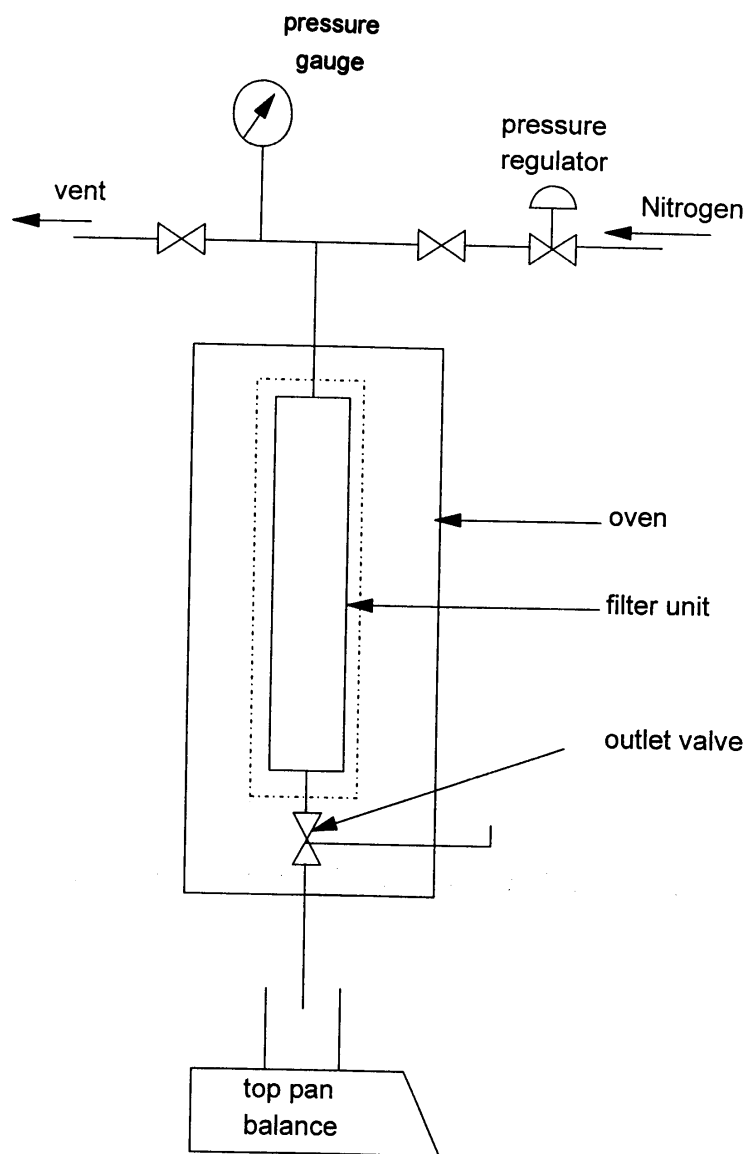 pressure
gauge
pressure
regulator
vent
Nitrogen
oven
filter unit
outlet valve
top pan
balance